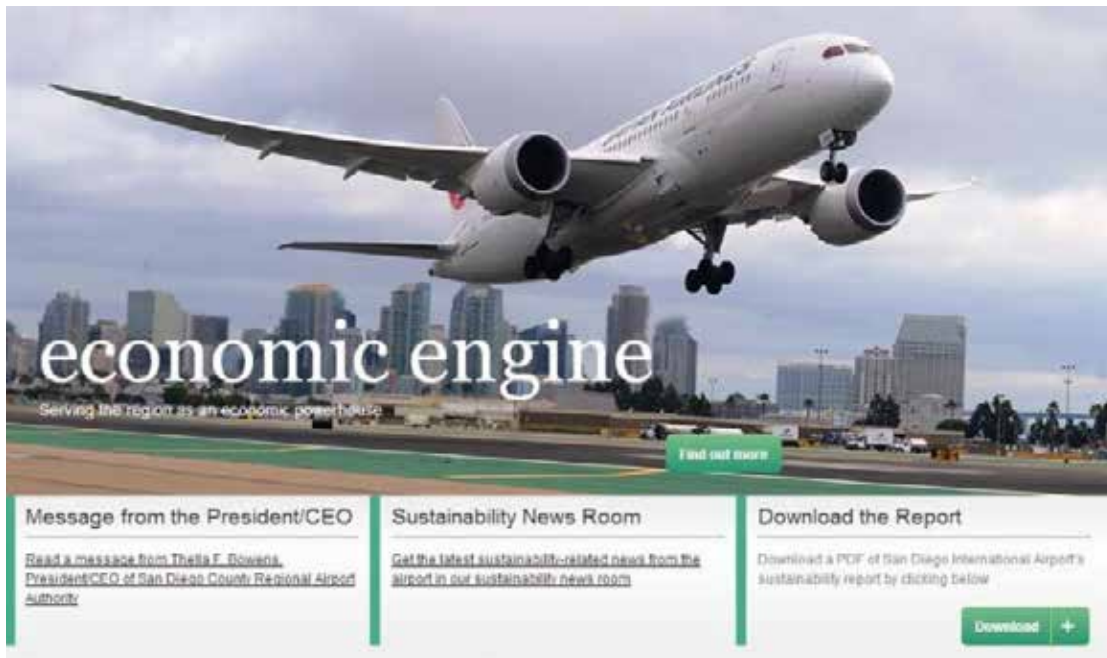 AIRLINES
economic engine
Serving the region as an economic powerhouse
Find out more
Message from the President/CEO
Read a message from Thella F. Bowens,
President/CEO of San Diego County Regional Airport
Authority
Sustainability News Room
Get the latest sustainability-related news from the
airport in our sustainability news room
Download the Report
Download a PDF of San Diego International Airport's
sustainability report by clicking below
Download +